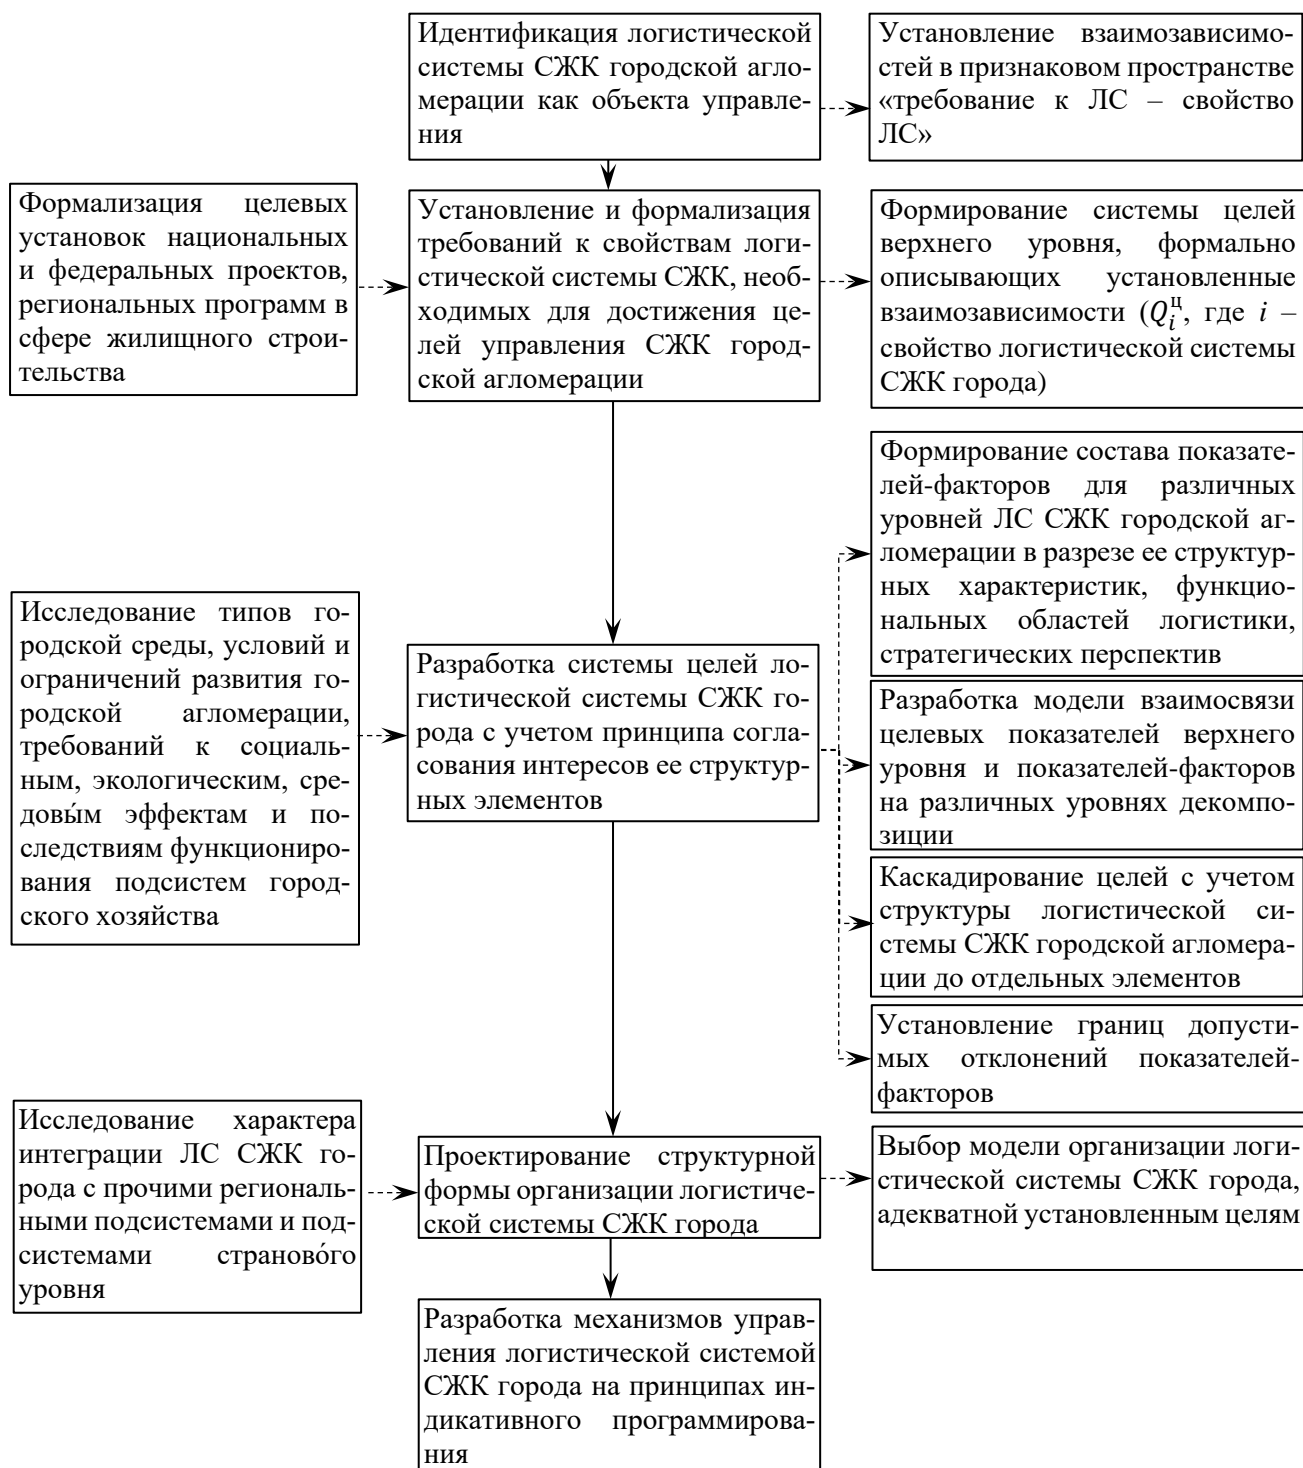 Идентификация логистической
системы СЖК городской агло-
мерации как объекта управле-
ния
Установление взаимозависимо-
стей в признаковом пространстве
«требование к ЛС – свойство
ЛС»
Формализация целевых
установок национальных
и федеральных проектов,
региональных программ в
сфере жилищного строи-
тельства
Установление и формализация
требований к свойствам логи-
стической системы СЖК, необ-
ходимых для достижения це-
лей управления СЖК город-
ской агломерации
Формирование системы целей
верхнего уровня, формально
описывающих установленные
взаимозависимости (Q_i^ц, где i –
свойство логистической системы
СЖК города)
Формирование состава показате-
лей-факторов для различных
уровней ЛС СЖК городской аг-
ломерации в разрезе ее структур-
ных характеристик, функцио-
нальных областей логистики,
стратегических перспектив
Исследование типов го-
родской среды, условий и
ограничений развития го-
родской агломерации,
требований к социаль-
ным, экологическим, сре-
довы́м эффектам и по-
следствиям функциониро-
вания подсистем город-
ского хозяйства
Разработка системы целей ло-
гистической системы СЖК го-
рода с учетом принципа согла-
сования интересов ее структур-
ных элементов
Разработка модели взаимосвязи
целевых показателей верхнего
уровня и показателей-факторов
на различных уровнях декомпо-
зиции
Каскадирование целей с учетом
структуры логистической си-
стемы СЖК городской агломера-
ции до отдельных элементов
Установление границ допусти-
мых отклонений показателей-
факторов
Исследование характера
интеграции ЛС СЖК го-
рода с прочими региональ-
ными подсистемами и под-
системами страново́го
уровня
Проектирование структурной
формы организации логистиче-
ской системы СЖК города
Выбор модели организации логи-
стической системы СЖК города,
адекватной установленным целям
Разработка механизмов управ-
ления логистической системой
СЖК города на принципах ин-
дикативного программирова-
ния